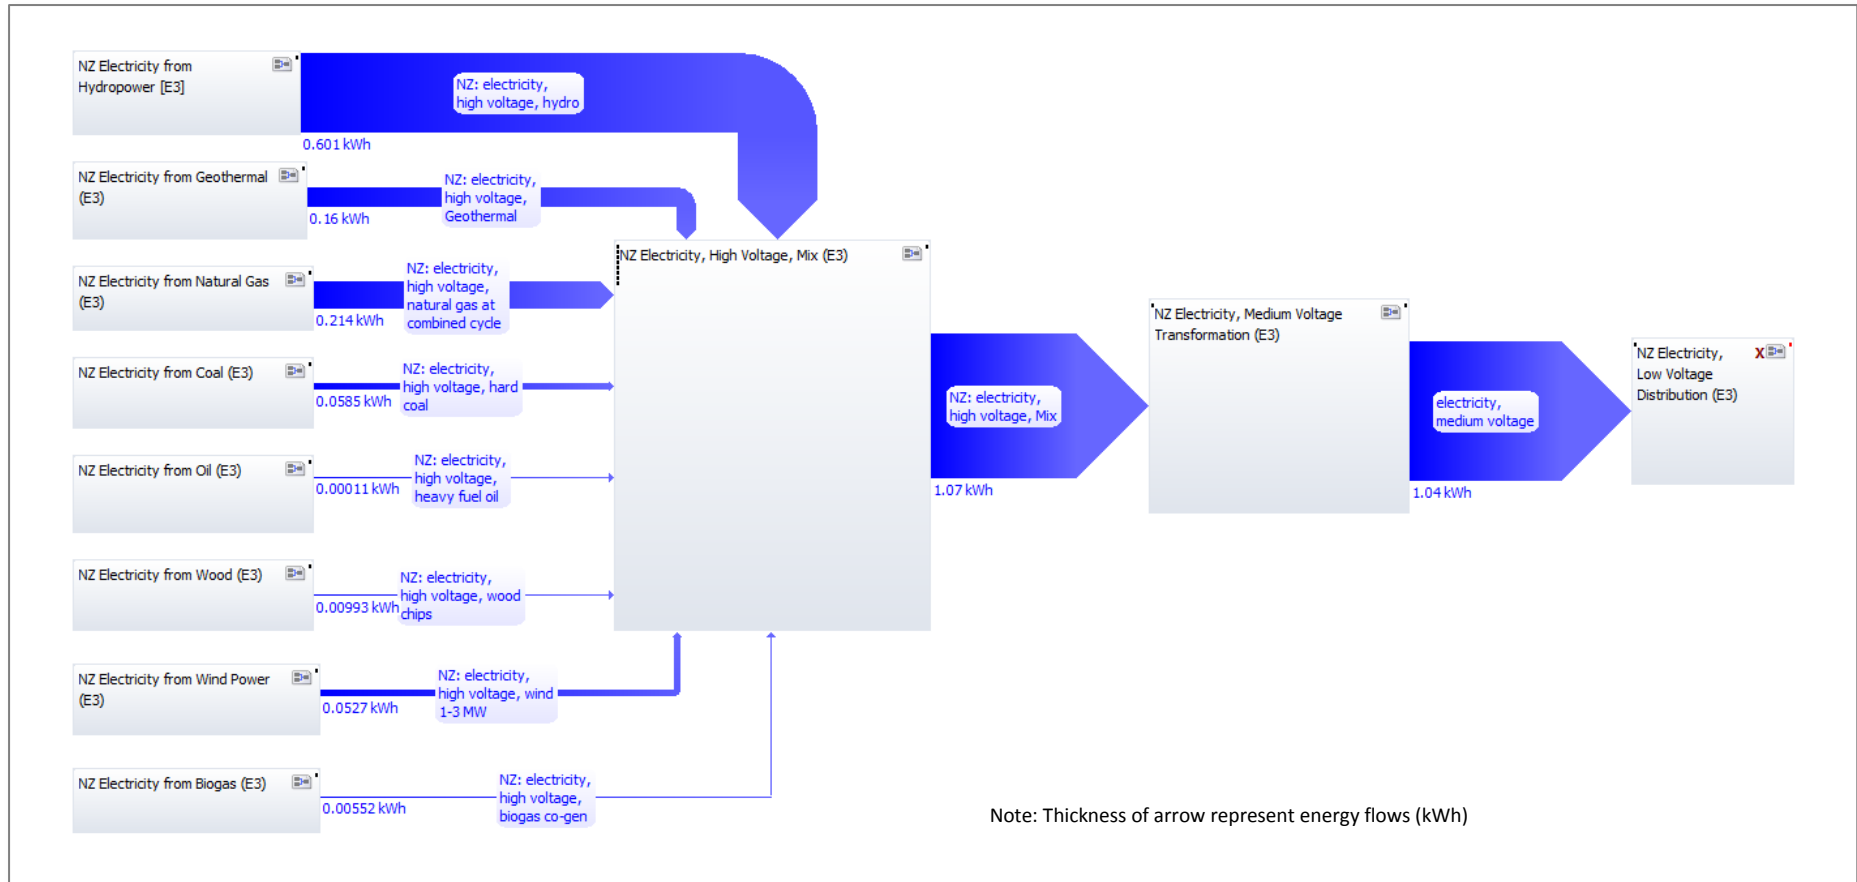 NZ Electricity from
Hydropower [E3]
NZ: electricity,
high voltage, hydro
0.601 kWh
NZ Electricity from Geothermal
(E3)
NZ: electricity,
high voltage,
Geothermal
0.16 kWh
NZ Electricity from Natural Gas
(E3)
NZ: electricity,
high voltage,
natural gas at
combined cycle
0.214 kWh
NZ Electricity from Coal (E3)
NZ: electricity,
high voltage, hard
coal
0.0585 kWh
NZ Electricity from Oil (E3)
NZ: electricity,
high voltage,
heavy fuel oil
0.00011 kWh
NZ Electricity from Wood (E3)
NZ: electricity,
high voltage, wood
chips
0.00993 kWh
NZ Electricity from Wind Power
(E3)
NZ: electricity,
high voltage, wind
1-3 MW
0.0527 kWh
NZ Electricity from Biogas (E3)
NZ: electricity,
high voltage,
biogas co-gen
0.00552 kWh
NZ Electricity, High Voltage, Mix (E3)
NZ: electricity,
high voltage, Mix
1.07 kWh
NZ Electricity, Medium Voltage
Transformation (E3)
electricity,
medium voltage
1.04 kWh
NZ Electricity,
Low Voltage
Distribution (E3)
X
Note: Thickness of arrow represent energy flows (kWh)